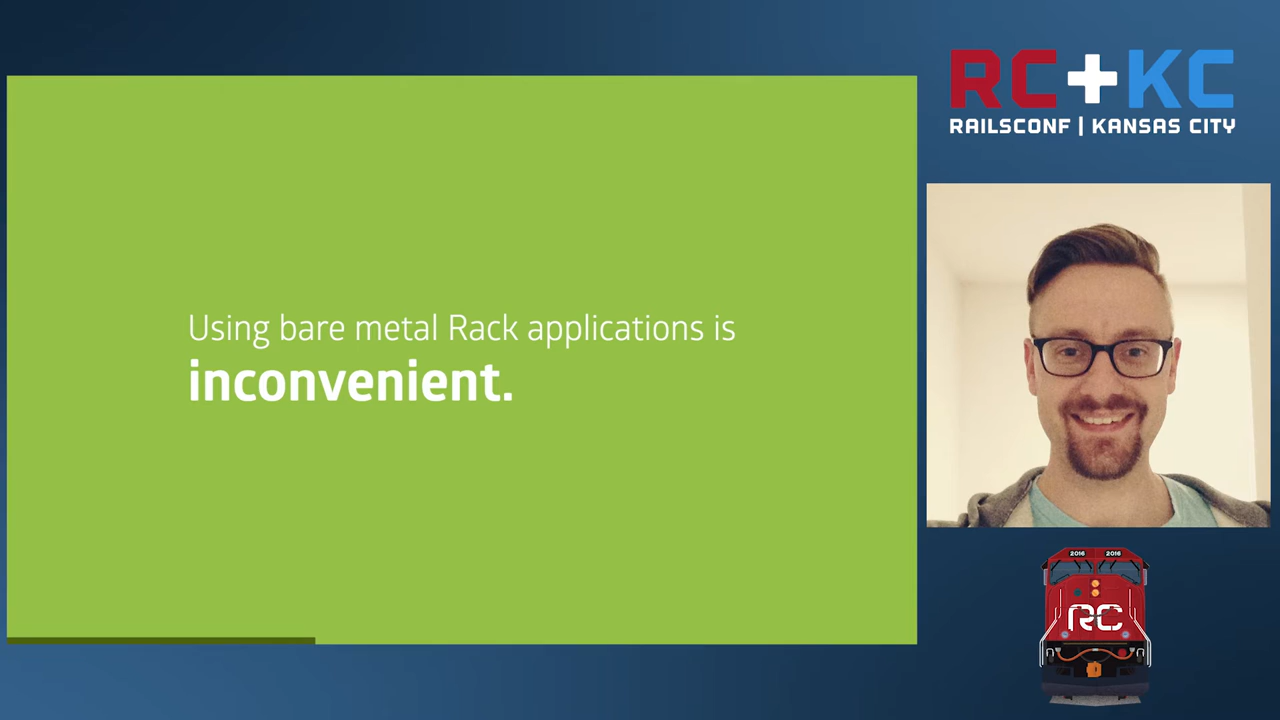 RC+KC
RAILSCONF | KANSAS CITY
Using bare metal Rack applications is
inconvenient.
2016 2016
RC